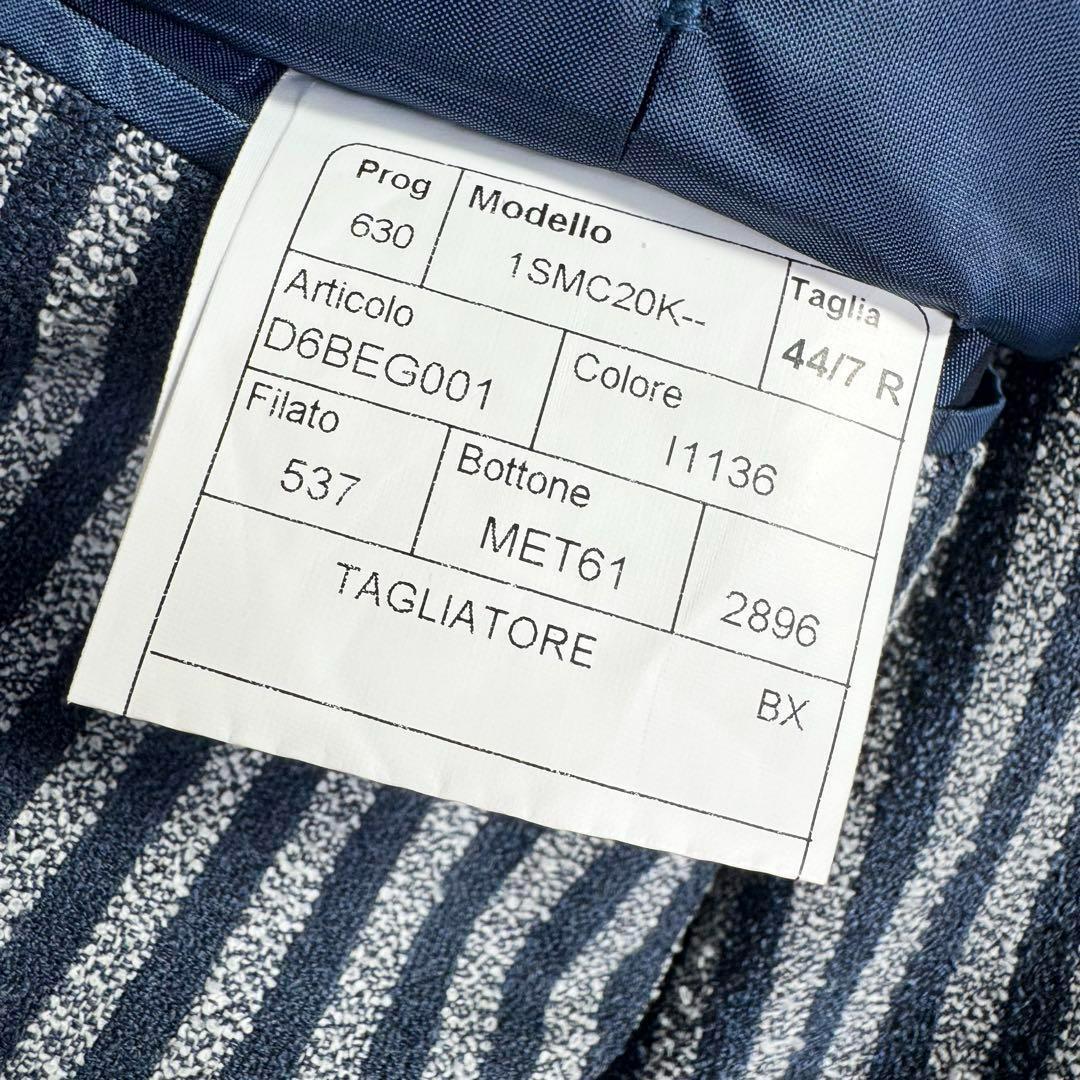 Prog
630
Modello
1SMC20K--
Taglia
44/7 R
Articolo
D6BEG001
Colore
I1136
Filato
537
Bottone
MET61
2896
TAGLIATORE
BX